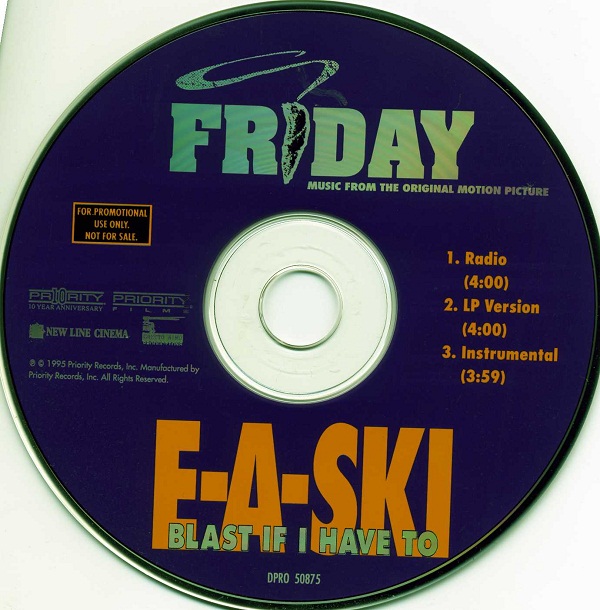 FRIDAY
MUSIC FROM THE ORIGINAL MOTION PICTURE
FOR PROMOTIONAL
USE ONLY.
NOT FOR SALE.
1. Radio
(4:00)
2. LP Version
(4:00)
3. Instrumental
(3:59)
PRIORITY
10 YEAR ANNIVERSARY
PRIORITY
FILMS
NEW LINE CINEMA
℗ © 1995 Priority Records, Inc. Manufactured by
Priority Records, Inc. All Rights Reserved.
E-A-SKI
BLAST IF I HAVE TO
DPRO 50875